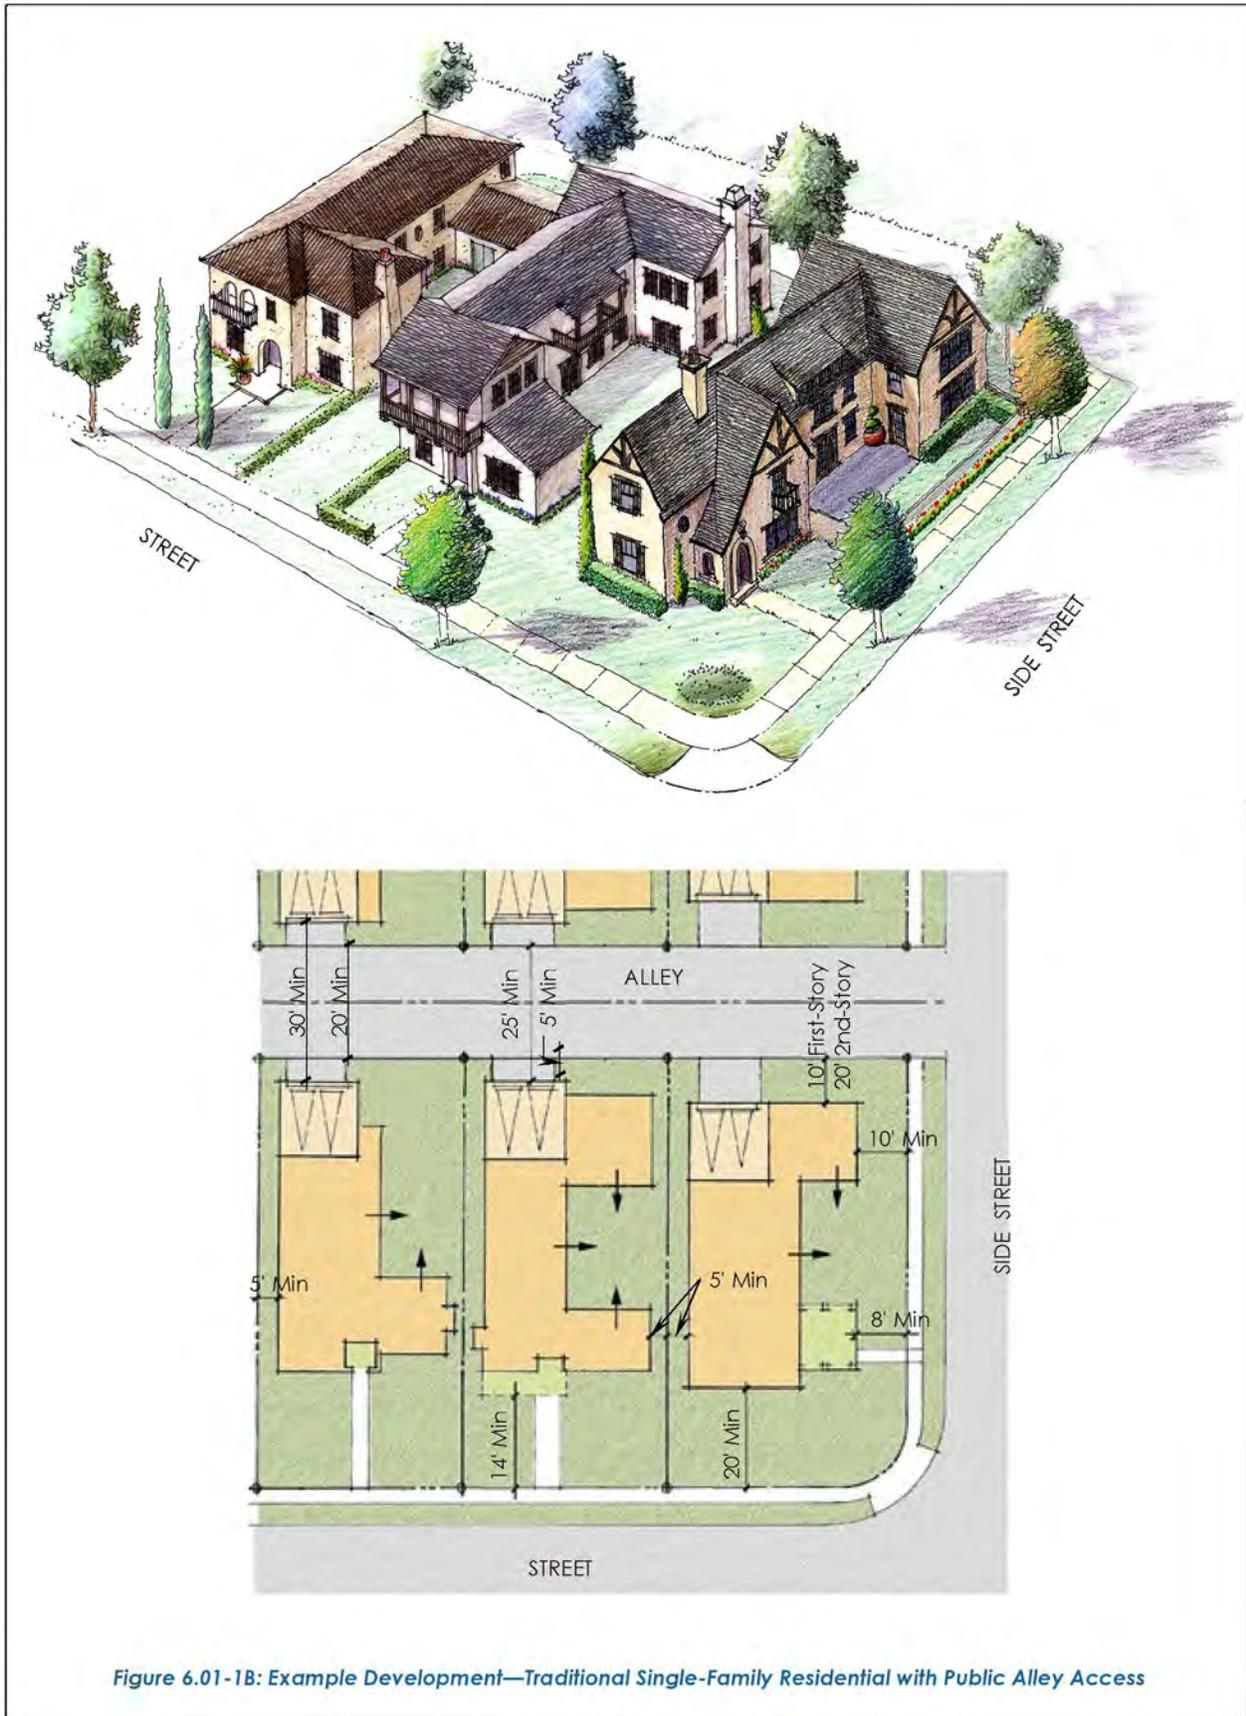 STREET
SIDE STREET
30' Min
20' Min
25' Min
5' Min
ALLEY
10' First-Story
20' 2nd-Story
10' Min
SIDE STREET
5' Min
5' Min
8' Min
14' Min
20' Min
STREET
Figure 6.01-1B: Example Development—Traditional Single-Family Residential with Public Alley Access